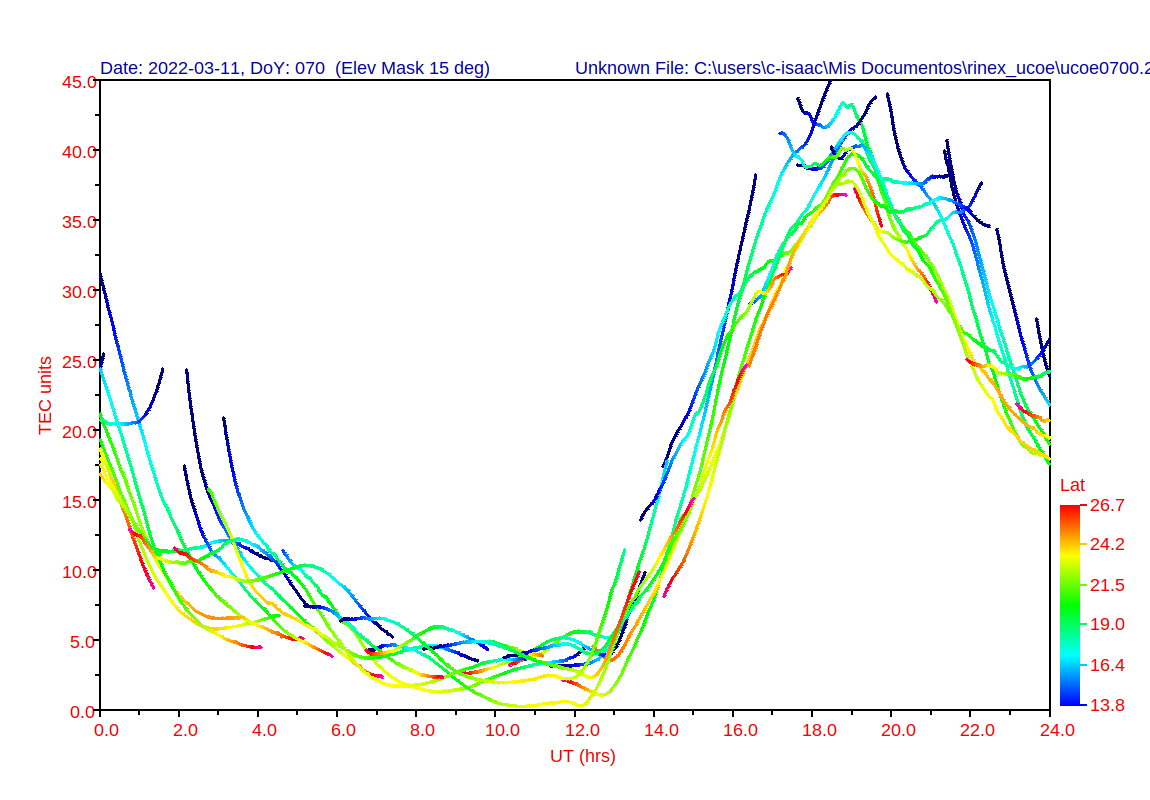 Date: 2022-03-11, DoY: 070  (Elev Mask 15 deg)
Unknown File: C:\users\c-isaac\Mis Documentos\rinex_ucoe\ucoe0700.2
45.0
40.0
35.0
30.0
25.0
20.0
15.0
10.0
5.0
0.0
TEC units
0.0 2.0 4.0 6.0 8.0 10.0 12.0 14.0 16.0 18.0 20.0 22.0 24.0
UT (hrs)
Lat
26.7
24.2
21.5
19.0
16.4
13.8